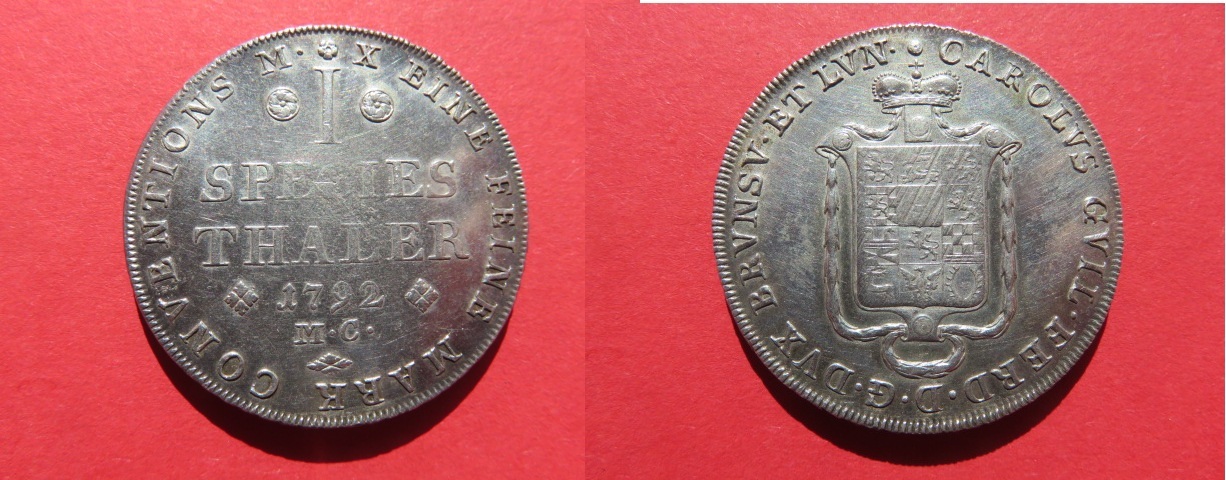 X EINE FEINE MARK CONVENTIONS M·
I
SPECIES
THALER
1792
M·C·
CAROLVS GVIL·FERD·D·G·DVX BRVNSV·ET LVN·